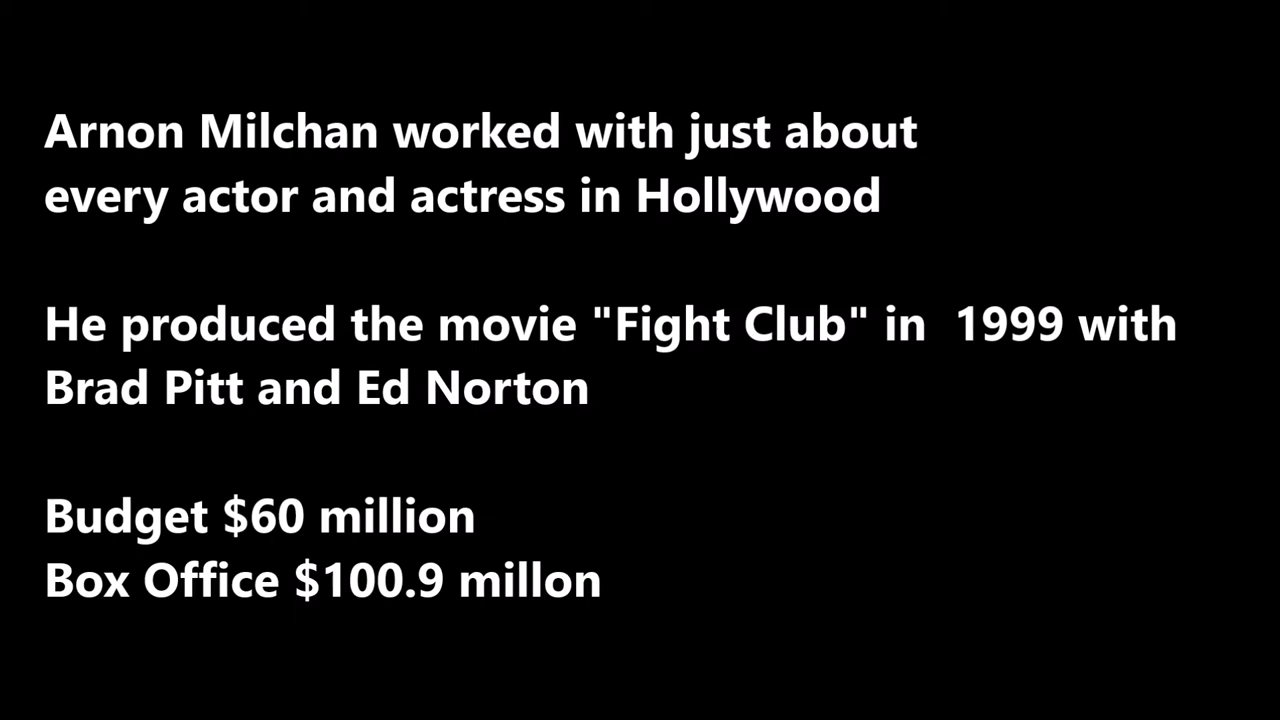 Arnon Milchan worked with just about
every actor and actress in Hollywood
He produced the movie "Fight Club" in  1999 with
Brad Pitt and Ed Norton
Budget $60 million
Box Office $100.9 millon